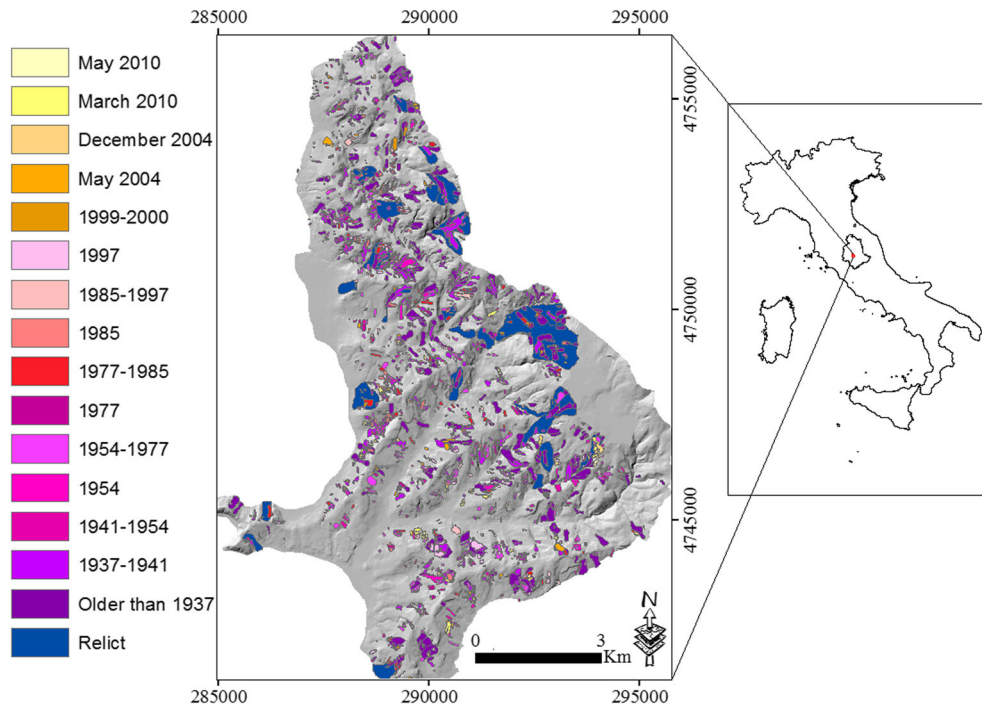 285000 290000 295000
May 2010
March 2010
December 2004
May 2004
1999-2000
1997
1985-1997
1985
1977-1985
1977
1954-1977
1954
1941-1954
1937-1941
Older than 1937
Relict
4755000
4750000
4745000
N
0 3
Km
285000 290000 295000